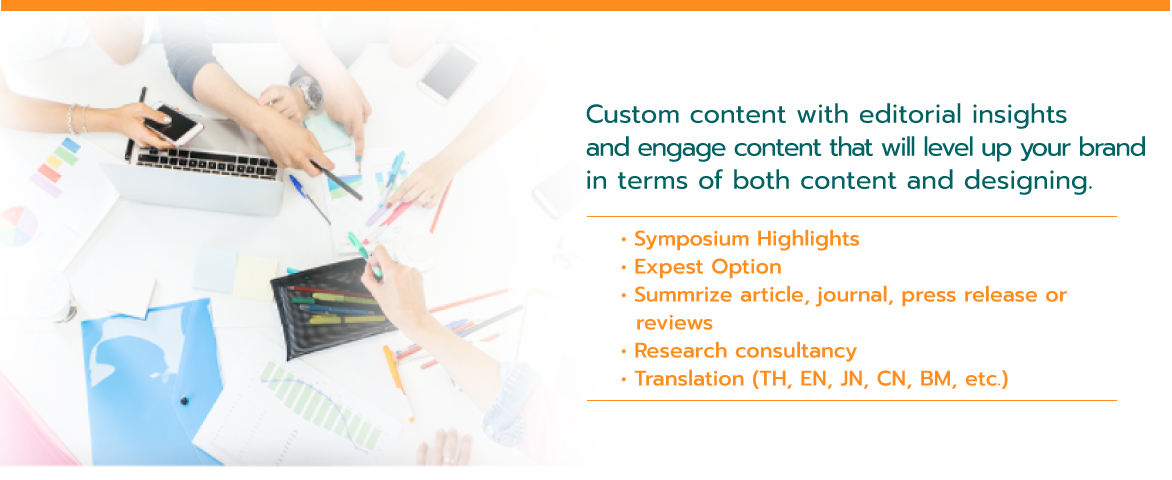 Custom content with editorial insights
and engage content that will level up your brand
in terms of both content and designing.
• Symposium Highlights
• Expest Option
• Summrize article, journal, press release or
reviews
• Research consultancy
• Translation (TH, EN, JN, CN, BM, etc.)